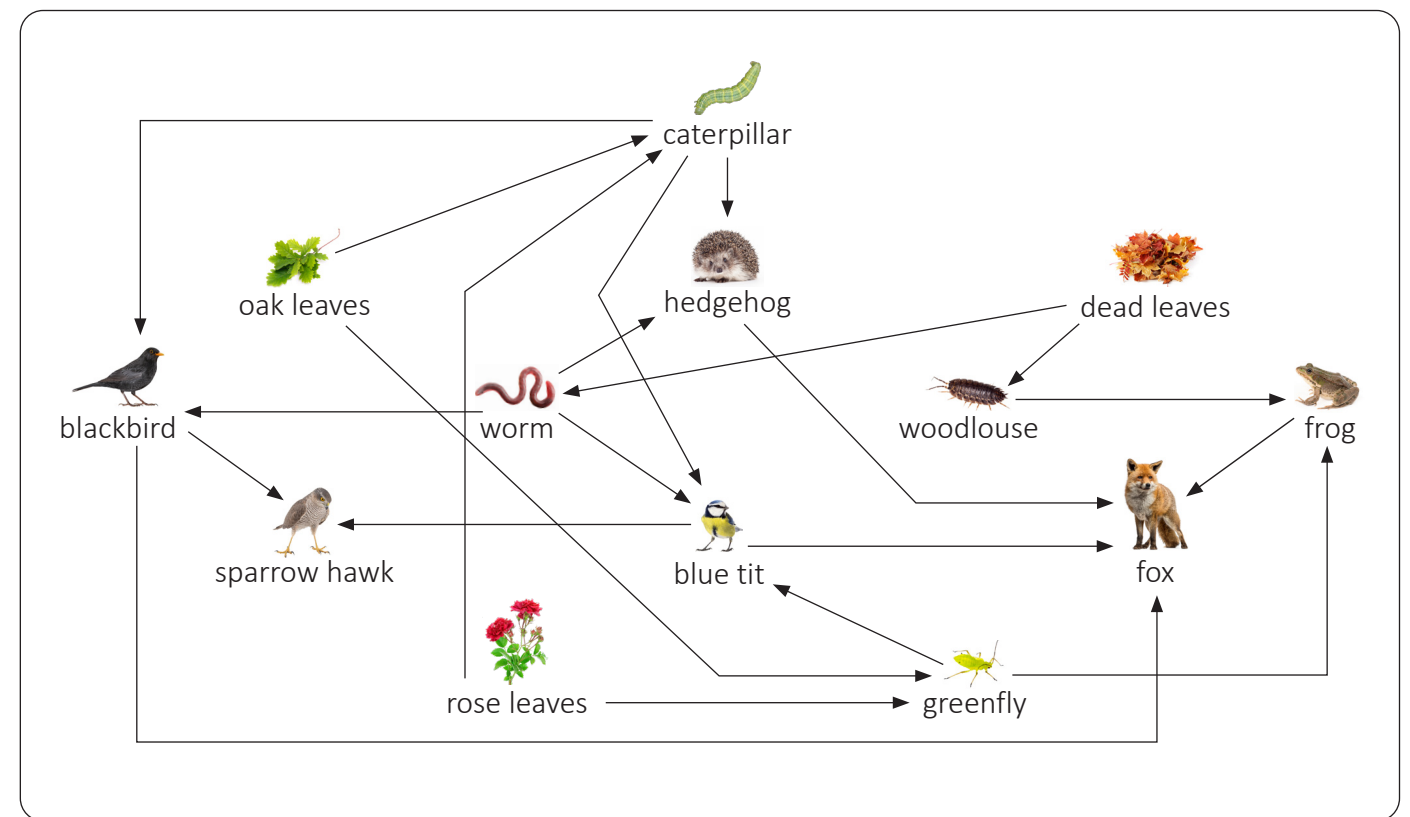 caterpillar
oak leaves
hedgehog
dead leaves
blackbird
worm
woodlouse
frog
sparrow hawk
blue tit
fox
rose leaves
greenfly